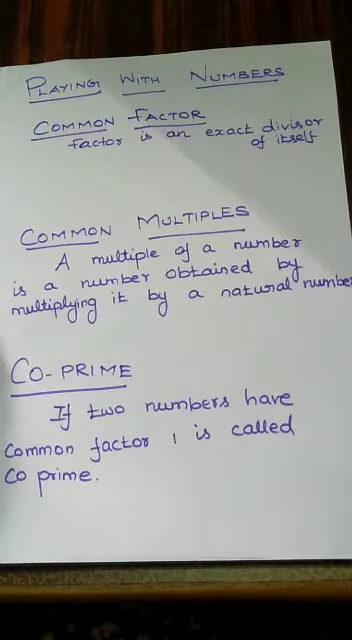 PLAYING WITH NUMBERS
COMMON FACTOR
Factor is an exact divisor
of itself
COMMON MULTIPLES
A multiple of a number
is a number obtained by
multiplying it by a natural number
CO-PRIME
If two numbers have
Common factor 1 is called
Co prime.